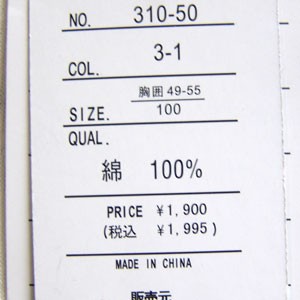 NO. 310-50
COL. 3-1
胸囲 49-55
SIZE. 100
QUAL.
綿 100%
PRICE ¥1,900
(税込 ¥1,995)
MADE IN CHINA
販売元